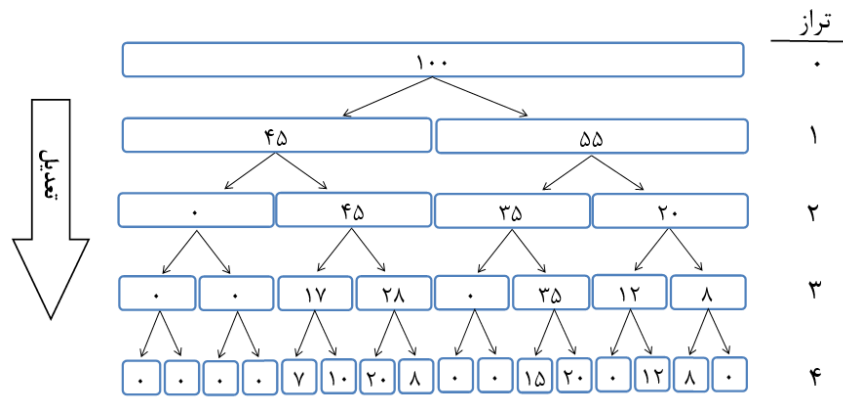 تراز
۱۰۰ ۰
۴۵ ۵۵ ۱
۰ ۴۵ ۳۵ ۲۰ ۲
۰ ۰ ۱۷ ۲۸ ۰ ۳۵ ۱۲ ۸ ۳
۰ ۰ ۰ ۰ ۷ ۱۰ ۲۰ ۸ ۰ ۰ ۱۵ ۲۰ ۰ ۱۲ ۸ ۰ ۴
تعدیل